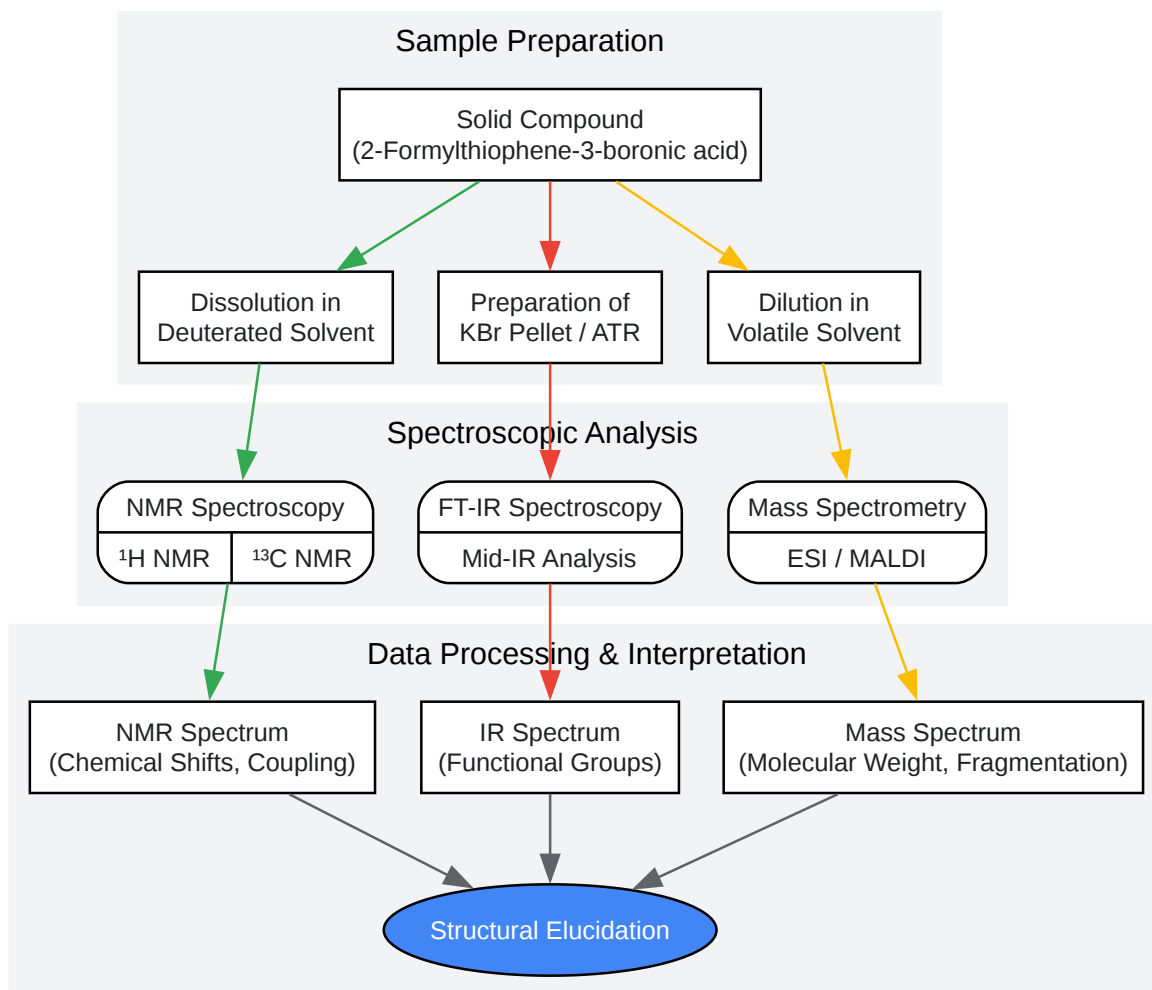 Sample Preparation
Solid Compound
(2-Formylthiophene-3-boronic acid)
Dissolution in
Deuterated Solvent
Preparation of
KBr Pellet / ATR
Dilution in
Volatile Solvent
Spectroscopic Analysis
NMR Spectroscopy
¹H NMR
¹³C NMR
FT-IR Spectroscopy
Mid-IR Analysis
Mass Spectrometry
ESI / MALDI
Data Processing & Interpretation
NMR Spectrum
(Chemical Shifts, Coupling)
IR Spectrum
(Functional Groups)
Mass Spectrum
(Molecular Weight, Fragmentation)
Structural Elucidation